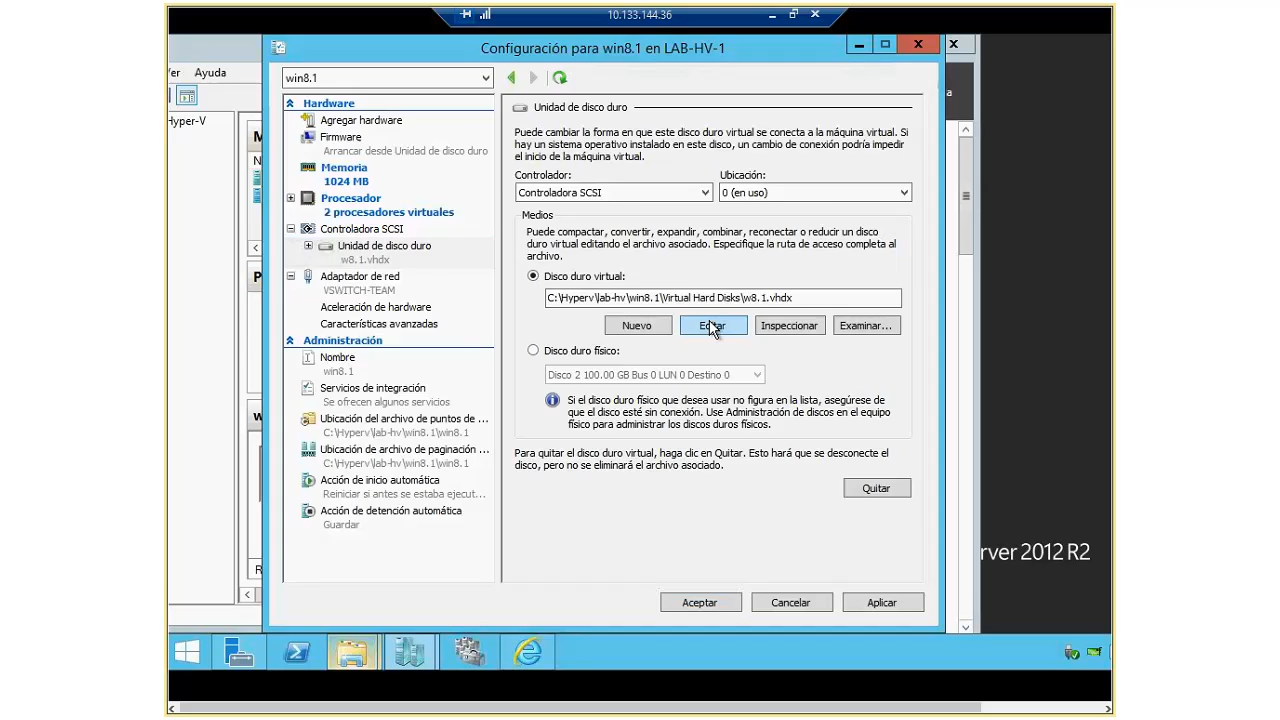 10.133.144.36
Configuración para win8.1 en LAB-HV-1
Ayuda
Hyper-V
win8.1
Hardware
Agregar hardware
Firmware
Arrancar desde Unidad de disco duro
Memoria
1024 MB
Procesador
2 procesadores virtuales
Controladora SCSI
Unidad de disco duro
w8.1.vhdx
Adaptador de red
VSWITCH-TEAM
Aceleración de hardware
Características avanzadas
Administración
Nombre
win8.1
Servicios de integración
Se ofrecen algunos servicios
Ubicación del archivo de puntos de ...
C:\Hyperv\lab-hv\win8.1\win8.1
Ubicación de archivo de paginación ...
C:\Hyperv\lab-hv\win8.1\win8.1
Acción de inicio automática
Reiniciar si antes se estaba ejecut...
Acción de detención automática
Guardar
Unidad de disco duro
Puede cambiar la forma en que este disco duro virtual se conecta a la máquina virtual. Si
hay un sistema operativo instalado en este disco, un cambio de conexión podría impedir
el inicio de la máquina virtual.
Controlador: Ubicación:
Controladora SCSI 0 (en uso)
Medios
Puede compactar, convertir, expandir, combinar, reconectar o reducir un disco
duro virtual editando el archivo asociado. Especifique la ruta de acceso completa al
archivo.
Disco duro virtual:
C:\Hyperv\lab-hv\win8.1\Virtual Hard Disks\w8.1.vhdx
Nuevo Editar Inspeccionar Examinar...
Disco duro físico:
Disco 2 100.00 GB Bus 0 LUN 0 Destino 0
Si el disco duro físico que desea usar no figura en la lista, asegúrese de
que el disco esté sin conexión. Use Administración de discos en el equipo
físico para administrar los discos duros físicos.
Para quitar el disco duro virtual, haga clic en Quitar. Esto hará que se desconecte el
disco, pero no se eliminará el archivo asociado.
Quitar
Aceptar Cancelar Aplicar
rver 2012 R2